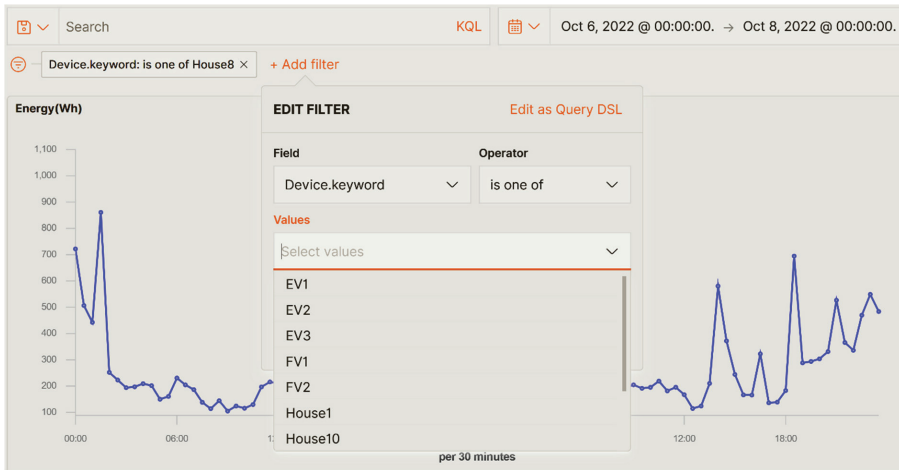 Search KQL Oct 6, 2022 @ 00:00:00. → Oct 8, 2022 @ 00:00:00.
Device.keyword: is one of House8 × + Add filter
Energy(Wh)
EDIT FILTER Edit as Query DSL
Field Operator
Device.keyword is one of
Values
Select values
EV1
EV2
EV3
FV1
FV2
House1
House10
1,100
1,000
900
800
700
600
500
400
300
200
100
00:00 06:00 12:00 18:00
per 30 minutes